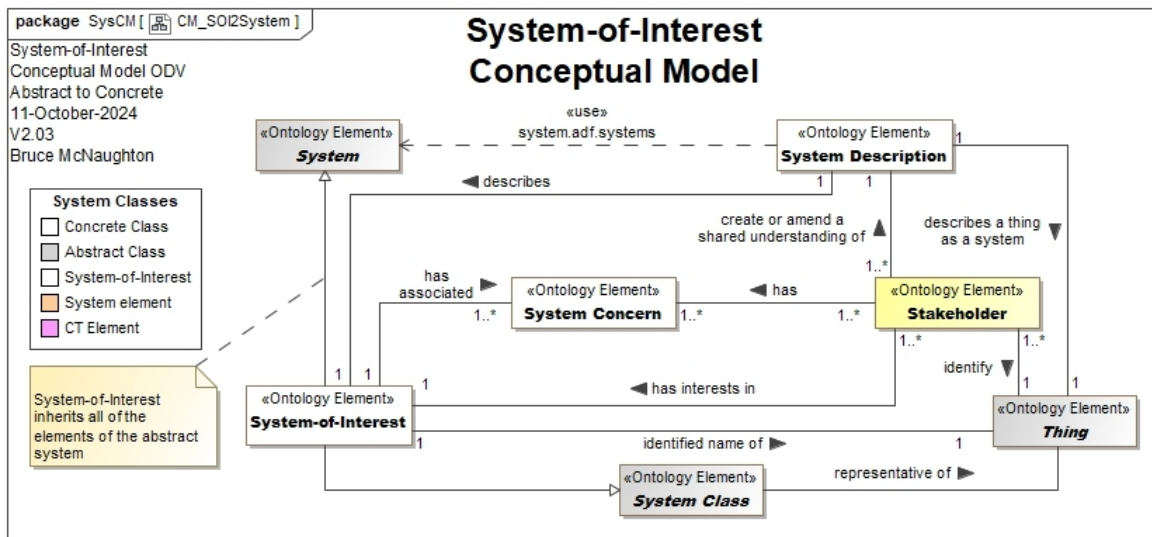 package SysCM [ CM_SOI2System ]
System-of-Interest
Conceptual Model
System-of-Interest
Conceptual Model ODV
Abstract to Concrete
11-October-2024
V2.03
Bruce McNaughton
«use»
system.adf.systems
«Ontology Element»
System
«Ontology Element»
System Description
1
describes
1
1
System Classes
Concrete Class
Abstract Class
System-of-Interest
System element
CT Element
create or amend a
shared understanding of
describes a thing
as a system
1..*
has
associated
1..*
«Ontology Element»
System Concern
has
1..*
1..*
«Ontology Element»
Stakeholder
1..*
1..*
identify
System-of-Interest
inherits all of the
elements of the abstract
system
1
1
1
has interests in
1
1
«Ontology Element»
System-of-Interest
«Ontology Element»
Thing
1
identified name of
1
«Ontology Element»
System Class
representative of